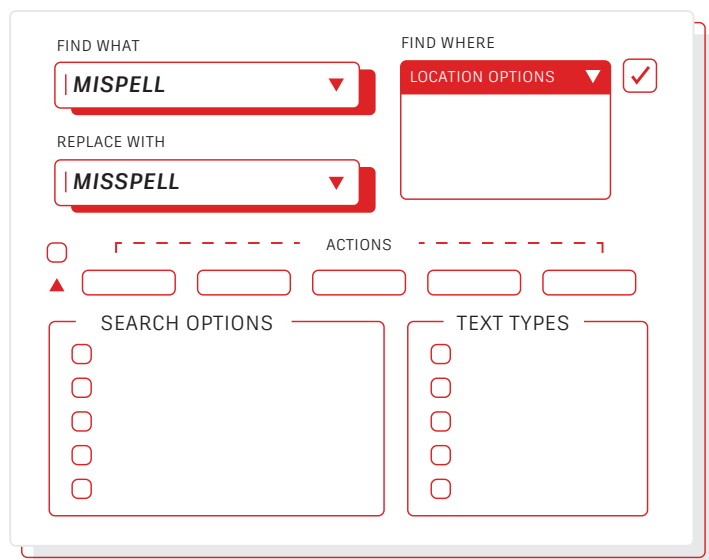 FIND WHAT
MISPELL
REPLACE WITH
MISSPELL
FIND WHERE
LOCATION OPTIONS
ACTIONS
SEARCH OPTIONS
TEXT TYPES